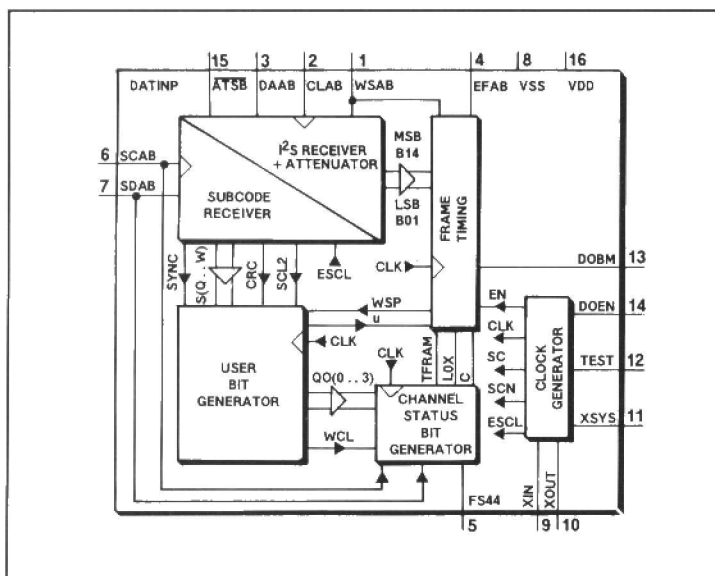 15 3 2 1 4 8 16
DATINP ATSB DAAB CLAB WSAB EFAB VSS VDD
I²S RECEIVER
+ ATTENUATOR
MSB
B14
6 SCAB
7 SDAB
SUBCODE
RECEIVER
LSB
B01
FRAME
TIMING
SYNC
S(Q..W)
CRC
SCL2
ESCL
CLK
DOBM 13
WSP
u
EN
DOEN 14
CLK
CLK
USER
BIT
GENERATOR
TFRAM
L0X
C
CLK
SC
CLOCK
GENERATOR
TEST 12
QO(0..3)
CHANNEL
STATUS
BIT
GENERATOR
SCN
WCL
ESCL
XSYS 11
FS44
XIN
XOUT
5 9 10